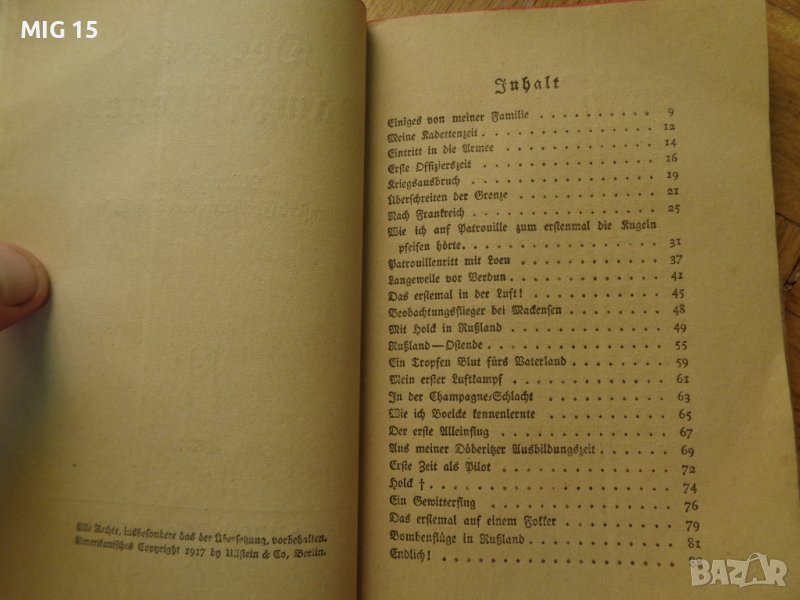 MIG 15
Inhalt
Einiges von meiner Familie . . . . . . . . . . 9
Meine Kadettenzeit . . . . . . . . . . . . . 12
Eintritt in die Armee . . . . . . . . . . . . 14
Erste Offizierszeit . . . . . . . . . . . . . 16
Kriegsausbruch . . . . . . . . . . . . . . 19
Überschreiten der Grenze . . . . . . . . . . . 21
Nach Frankreich . . . . . . . . . . . . . . 25
Wie ich auf Patrouille zum erstenmal die Kugeln
pfeifen hörte. . . . . . . . . . . . . . 31
Patrouillenritt mit Loen . . . . . . . . . . . 37
Langeweile vor Verdun . . . . . . . . . . . . 41
Das erstemal in der Luft! . . . . . . . . . . . 45
Beobachtungsflieger bei Mackensen . . . . . . . . 48
Mit Holck in Rußland . . . . . . . . . . . . 49
Rußland—Ostende . . . . . . . . . . . . . 55
Ein Tropfen Blut fürs Vaterland . . . . . . . . . 59
Mein erster Luftkampf . . . . . . . . . . . . 61
In der Champagne-Schlacht . . . . . . . . . . 63
Wie ich Boelcke kennenlernte . . . . . . . . . . 65
Der erste Alleinflug . . . . . . . . . . . . . 67
Aus meiner Döberitzer Ausbildungszeit . . . . . . . 69
Erste Zeit als Pilot . . . . . . . . . . . . . 72
Holck † . . . . . . . . . . . . . . . . . 74
Ein Gewitterflug . . . . . . . . . . . . . . 76
Das erstemal auf einem Fokker . . . . . . . . . 79
Bombenflüge in Rußland . . . . . . . . . . . 81
Endlich! . . . . . . . . . . . . . . . . .
Alle Rechte, insbesondere das der Übersetzung, vorbehalten.
Amerikanisches Copyright 1917 by Ullstein & Co, Berlin.
BAZAR
bg